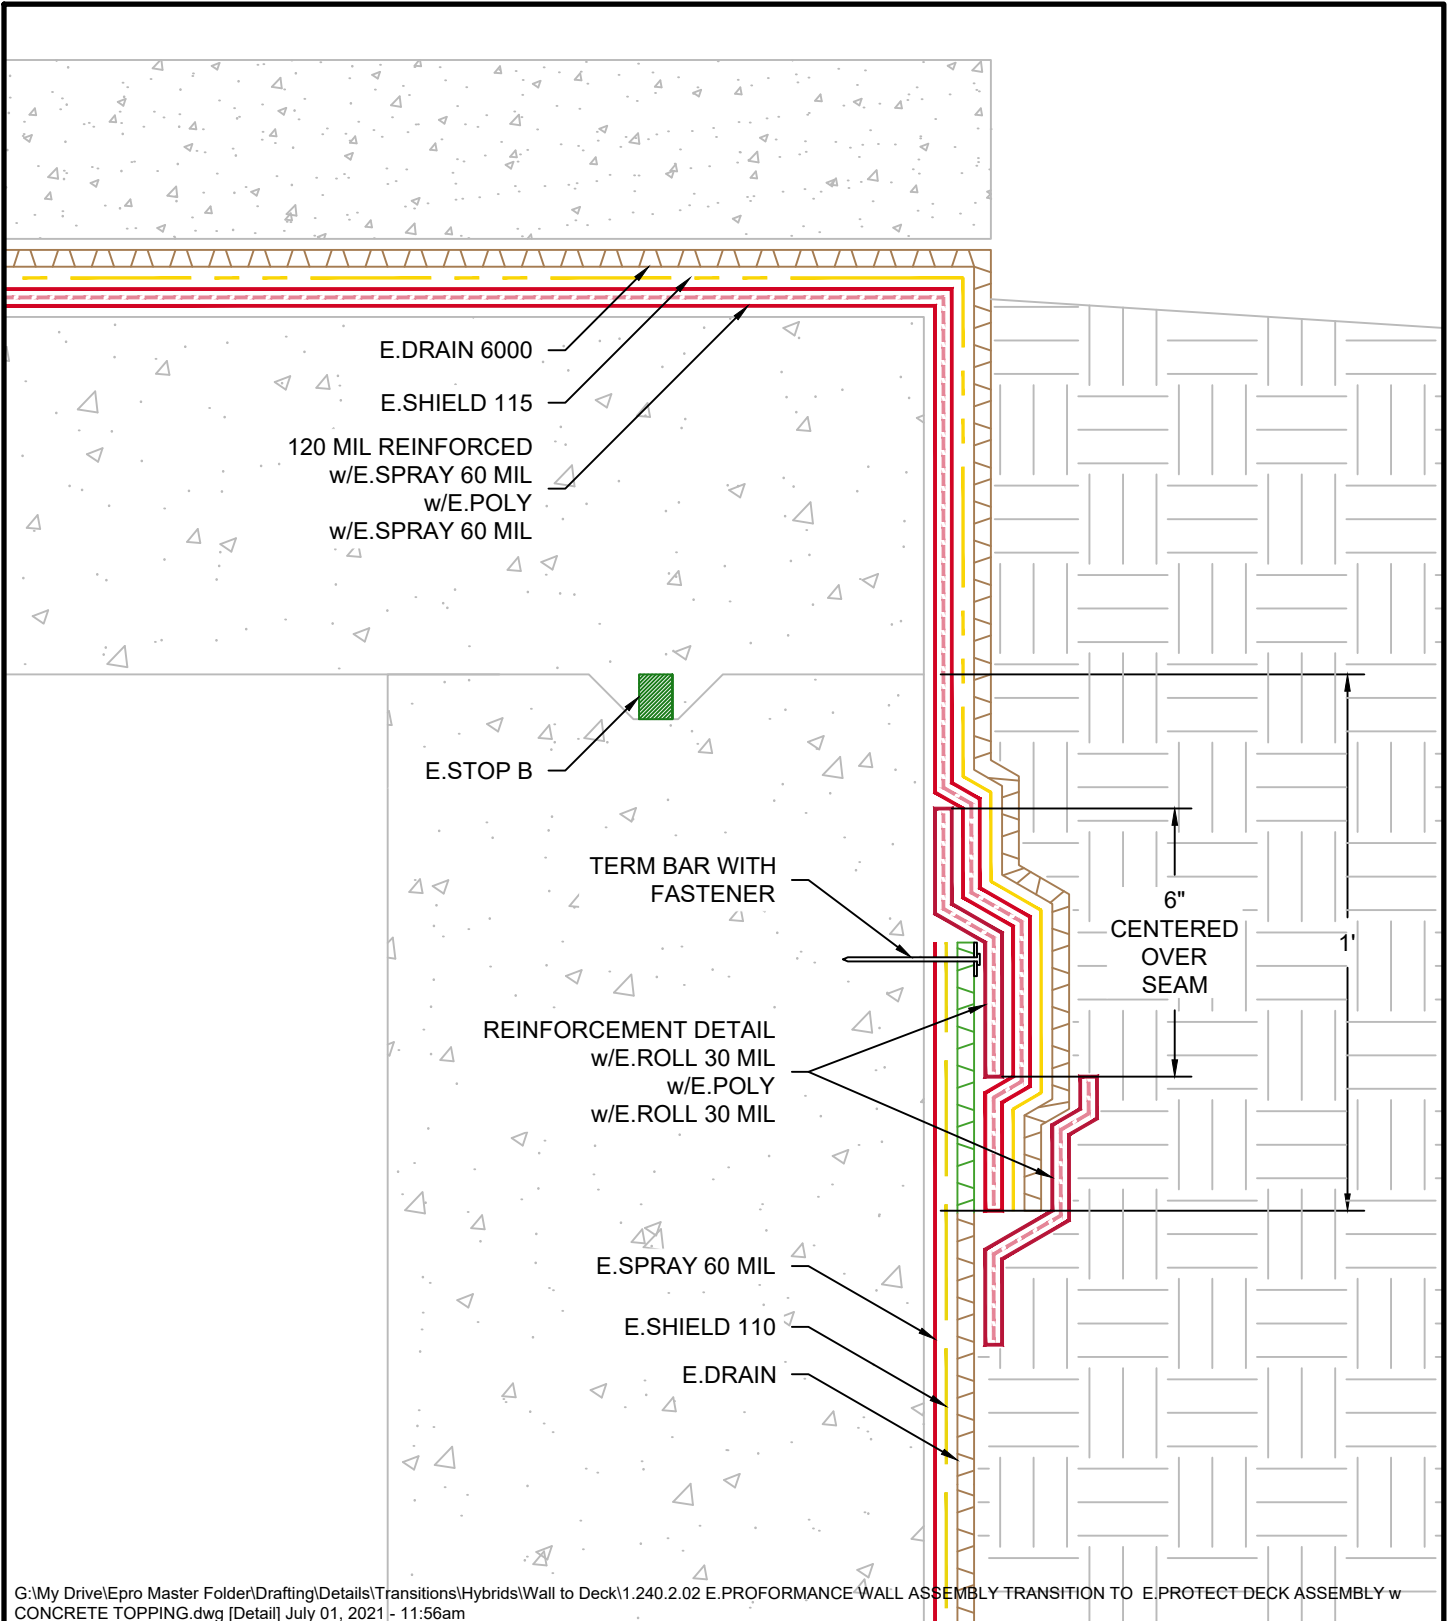 E.DRAIN 6000
E.SHIELD 115
120 MIL REINFORCED
w/E.SPRAY 60 MIL
w/E.POLY
w/E.SPRAY 60 MIL
E.STOP B
TERM BAR WITH
FASTENER
6"
CENTERED
OVER
SEAM
1'
REINFORCEMENT DETAIL
w/E.ROLL 30 MIL
w/E.POLY
w/E.ROLL 30 MIL
E.SPRAY 60 MIL
E.SHIELD 110
E.DRAIN
G:\My Drive\Epro Master Folder\Drafting\Details\Transitions\Hybrids\Wall to Deck\1.240.2.02 E.PROFORMANCE WALL ASSEMBLY TRANSITION TO E.PROTECT DECK ASSEMBLY w
CONCRETE TOPPING.dwg [Detail] July 01, 2021 - 11:56am